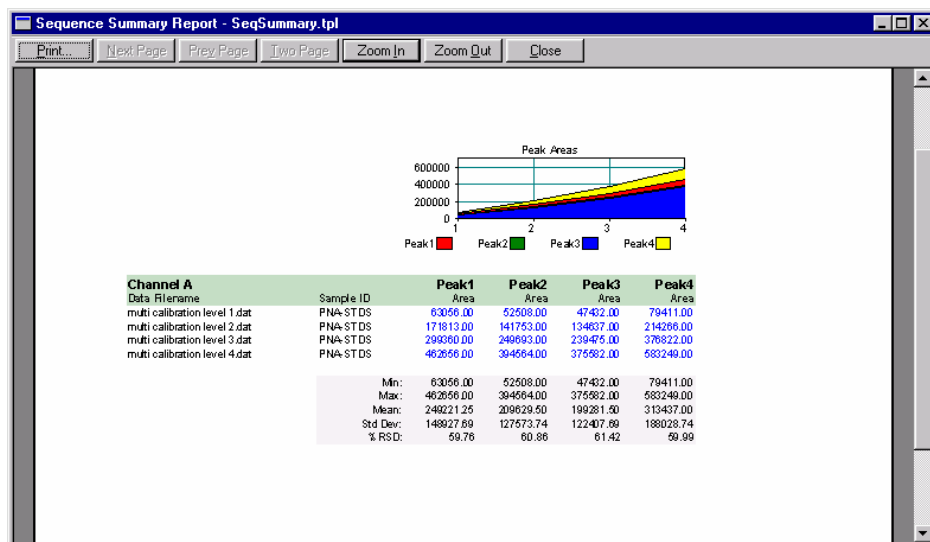 Sequence Summary Report - SeqSummary.tpl
Print... Next Page Prev Page Two Page Zoom In Zoom Out Close
Peak Areas
600000
400000
200000
0
1 2 3 4
Peak1 Peak2 Peak3 Peak4
Channel A Peak1 Peak2 Peak3 Peak4
Data Filename Sample ID Area Area Area Area
multi calibration level 1.dat PNA-STDS 63056.00 52508.00 47432.00 79411.00
multi calibration level 2.dat PNA-STDS 171813.00 141753.00 134637.00 214266.00
multi calibration level 3.dat PNA-STDS 299360.00 249693.00 239475.00 376822.00
multi calibration level 4.dat PNA-STDS 462656.00 394564.00 375582.00 583249.00
Min: 63056.00 52508.00 47432.00 79411.00
Max: 462656.00 394564.00 375582.00 583249.00
Mean: 249221.25 209629.50 199281.50 313437.00
Std Dev: 148927.69 127573.74 122407.69 188028.74
% RSD: 59.76 60.86 61.42 59.99